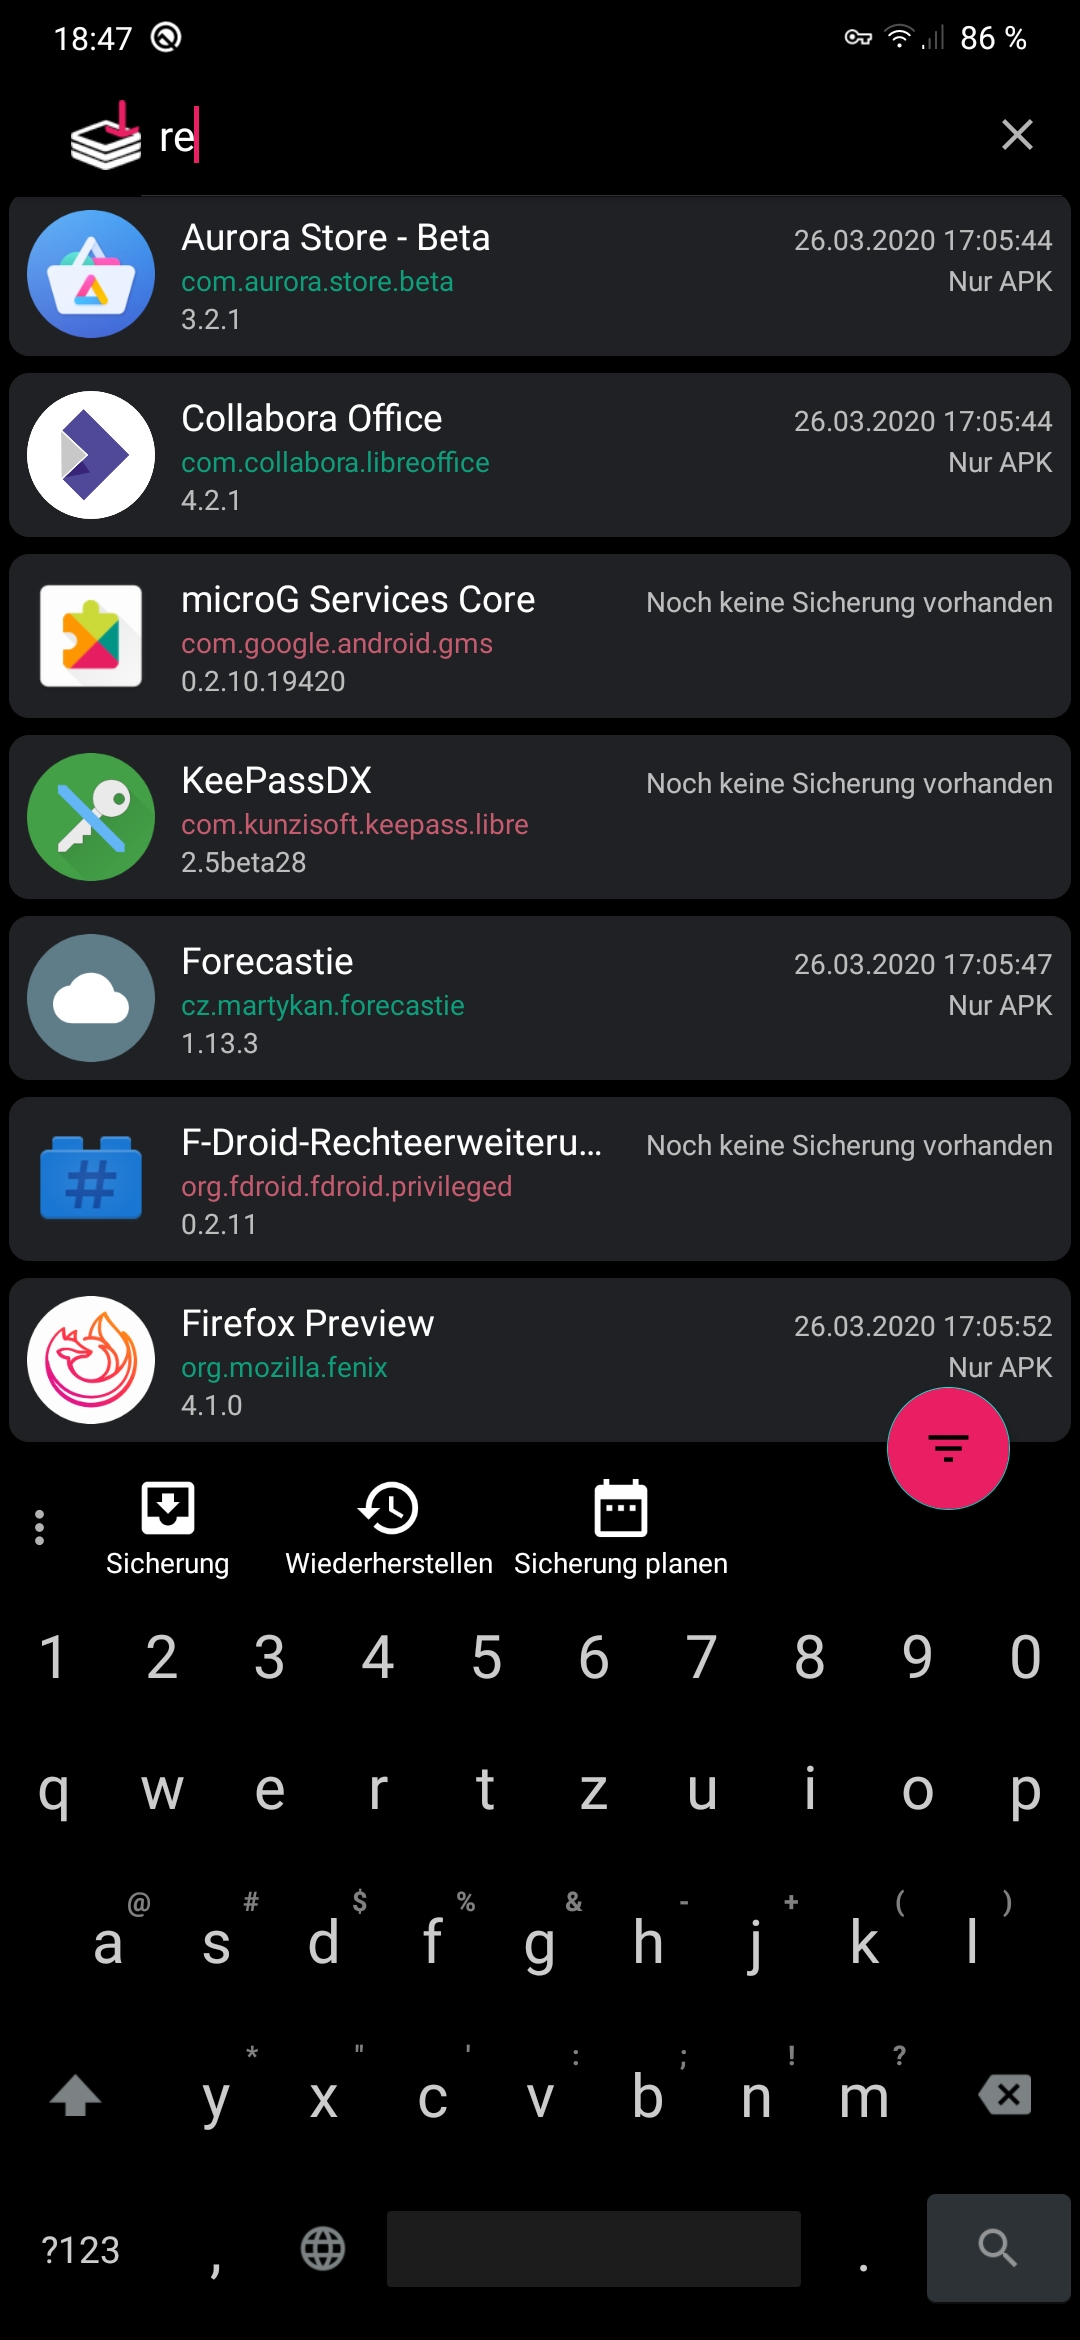 18:47 86 %
re
Aurora Store - Beta 26.03.2020 17:05:44
com.aurora.store.beta Nur APK
3.2.1
Collabora Office 26.03.2020 17:05:44
com.collabora.libreoffice Nur APK
4.2.1
microG Services Core Noch keine Sicherung vorhanden
com.google.android.gms
0.2.10.19420
KeePassDX Noch keine Sicherung vorhanden
com.kunzisoft.keepass.libre
2.5beta28
Forecastie 26.03.2020 17:05:47
cz.martykan.forecastie Nur APK
1.13.3
F-Droid-Rechteerweiteru... Noch keine Sicherung vorhanden
#
org.fdroid.fdroid.privileged
0.2.11
Firefox Preview 26.03.2020 17:05:52
org.mozilla.fenix Nur APK
4.1.0
Sicherung Wiederherstellen Sicherung planen
1 2 3 4 5 6 7 8 9 0
q w e r t z u i o p
@ # $ % & - + ( )
a s d f g h j k l
* " ' : ; ! ?
y x c v b n m
?123 , .